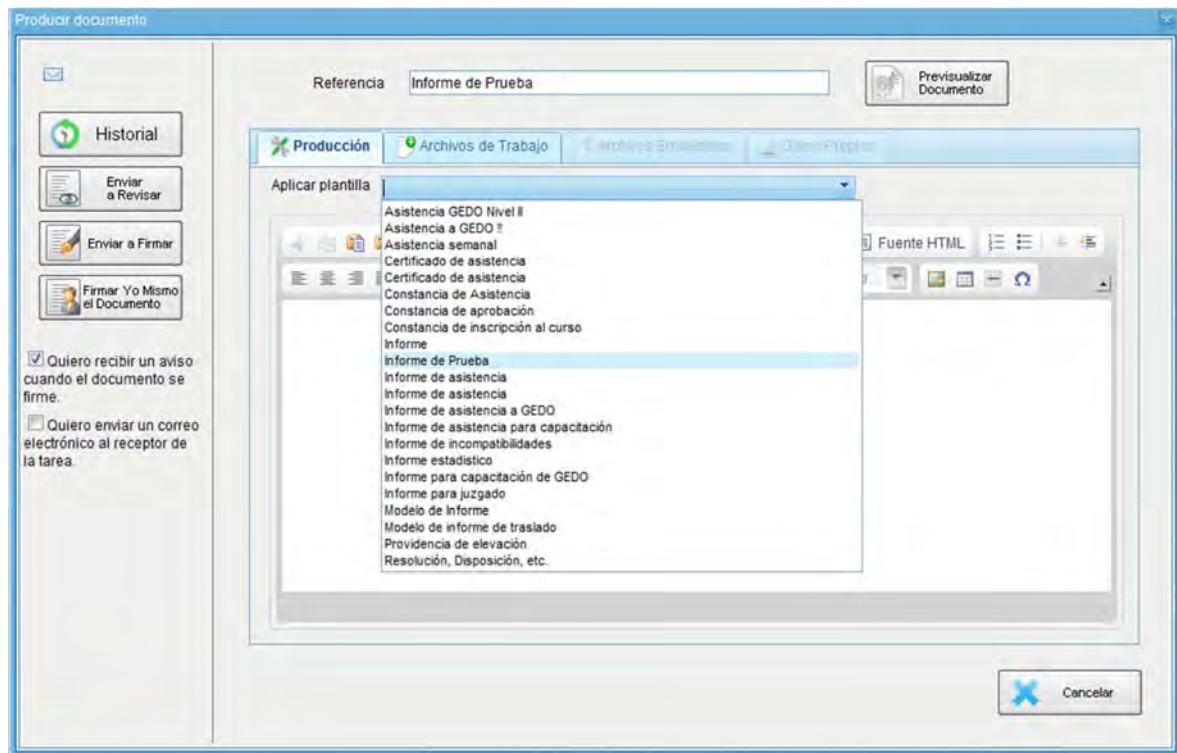 Producir documento
Referencia
Informe de Prueba
Previsualizar
Documento
Historial
Enviar
a Revisar
Enviar a Firmar
Firmar Yo Mismo
el Documento
Quiero recibir un aviso
cuando el documento se
firme.
Quiero enviar un correo
electrónico al receptor de
la tarea.
Producción
Archivos de Trabajo
Archivos
Aplicar plantilla
Asistencia GEDO Nivel II
Asistencia a GEDO !!
Asistencia semanal
Certificado de asistencia
Certificado de asistencia
Constancia de Asistencia
Constancia de aprobación
Constancia de inscripción al curso
Informe
Informe de Prueba
Informe de asistencia
Informe de asistencia
Informe de asistencia a GEDO
Informe de asistencia para capacitación
Informe de incompatibilidades
Informe estadistico
Informe para capacitación de GEDO
Informe para juzgado
Modelo de Informe
Modelo de informe de traslado
Providencia de elevación
Resolución, Disposición, etc.
Fuente HTML
Cancelar